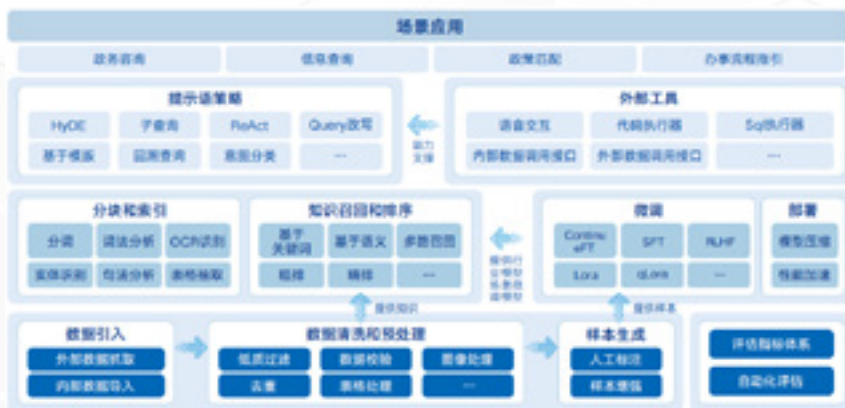 场景应用
政务咨询 信息查询 政策匹配 办事流程指引
提示语策略 外部工具
HyDE 子查询 ReAct Query改写 语音交互 代码执行器 Sql执行器
基于模版 回溯查询 意图分类 ... 能力支撑 内部数据调用接口 外部数据调用接口 ...
分块和索引 知识召回和排序 微调 部署
分词 词法分析 OCR识别 基于关键词 基于语义 多路召回 Continu eFT SFT RLHF 模型压缩
实体识别 句法分析 表格抽取 粗排 精排 ... Lora qLora ... 性能加速
提供知识 提供样本
数据引入 数据清洗和预处理 样本生成
外部数据抓取 低质过滤 数据校验 图像处理 人工标注 评估指标体系
内部数据导入 去重 表格处理 ... 样本增强 自动化评估